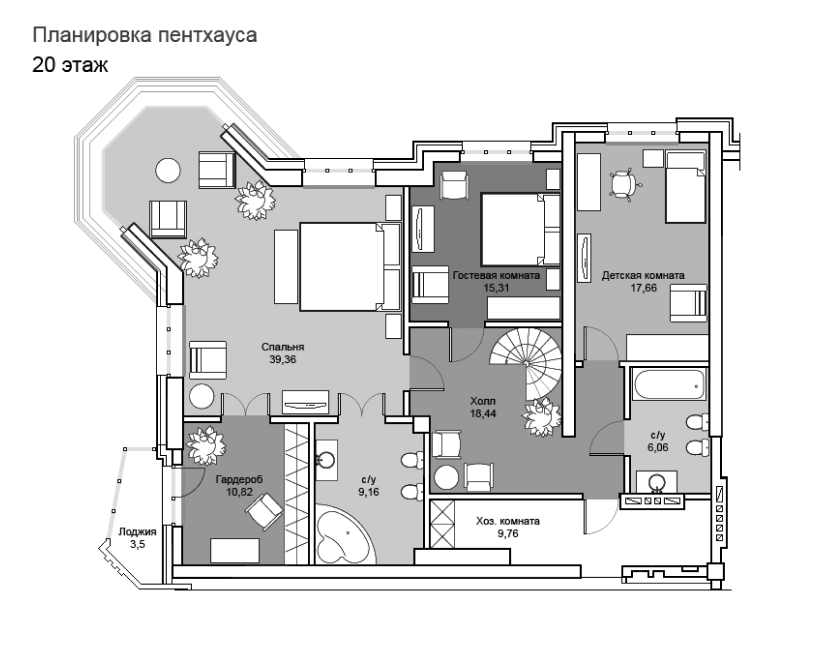 Планировка пентхауса
20 этаж
Гостевая комната
15,31
Детская комната
17,66
Спальня
39,36
Холл
18,44
с/у
6,06
Гардероб
10,82
с/у
9,16
Хоз. комната
9,76
Лоджия
3,5